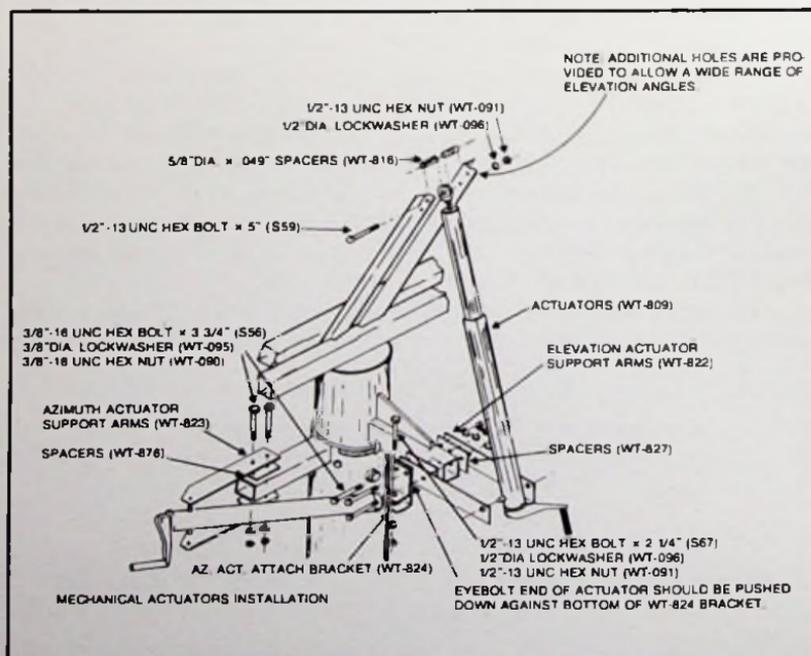 NOTE: ADDITIONAL HOLES ARE PRO-
VIDED TO ALLOW A WIDE RANGE OF
ELEVATION ANGLES
1/2"-13 UNC HEX NUT (WT-091)
1/2"DIA. LOCKWASHER (WT-096)
5/8"DIA. × .049" SPACERS (WT-816)
1/2"-13 UNC HEX BOLT × 5" (S59)
3/8"-16 UNC HEX BOLT × 3 3/4" (S56)
3/8"DIA. LOCKWASHER (WT-095)
3/8"-16 UNC HEX NUT (WT-090)
ACTUATORS (WT-809)
ELEVATION ACTUATOR
SUPPORT ARMS (WT-822)
AZIMUTH ACTUATOR
SUPPORT ARMS (WT-823)
SPACERS (WT-876)
SPACERS (WT-827)
1/2"-13 UNC HEX BOLT × 2 1/4" (S67)
1/2"DIA LOCKWASHER (WT-096)
1/2"-13 UNC HEX NUT (WT-091)
AZ. ACT. ATTACH BRACKET (WT-824)
EYEBOLT END OF ACTUATOR SHOULD BE PUSHED
DOWN AGAINST BOTTOM OF WT-824 BRACKET
MECHANICAL ACTUATORS INSTALLATION